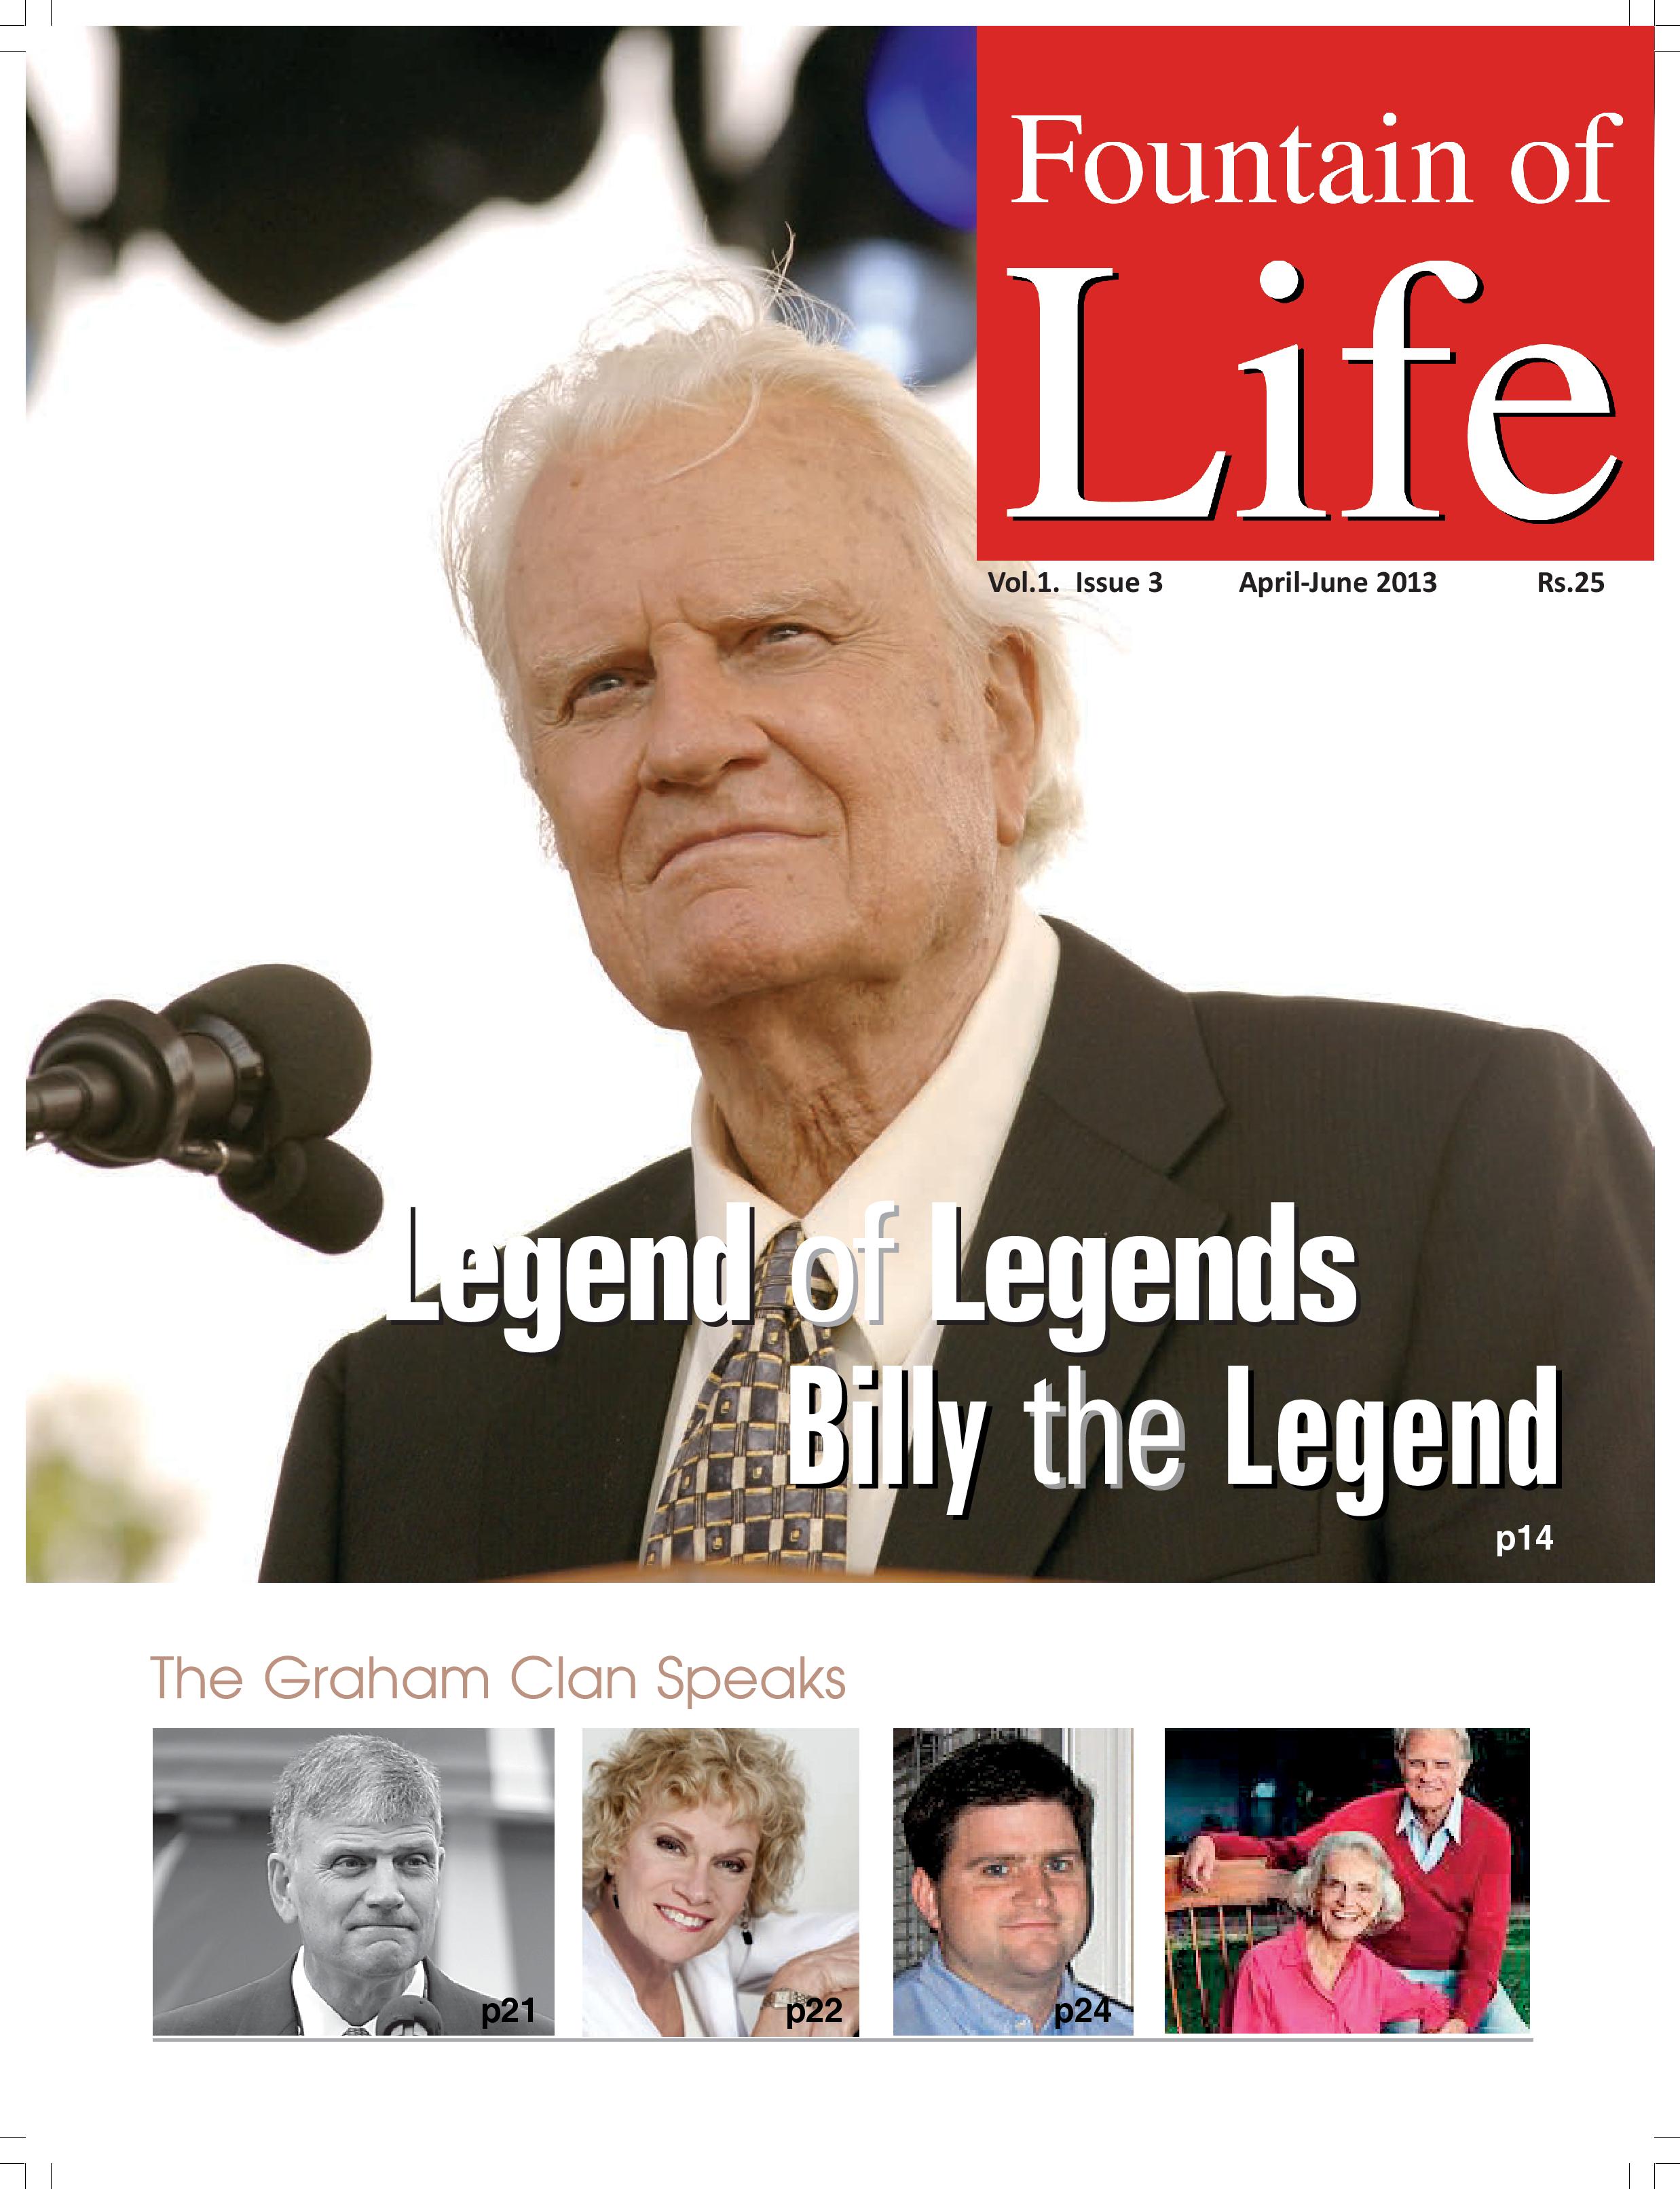 Fountain of
Life
Vol.1. Issue 3 April-June 2013 Rs.25
Legend of Legends
Billy the Legend
p14
The Graham Clan Speaks
p21 p22 p24